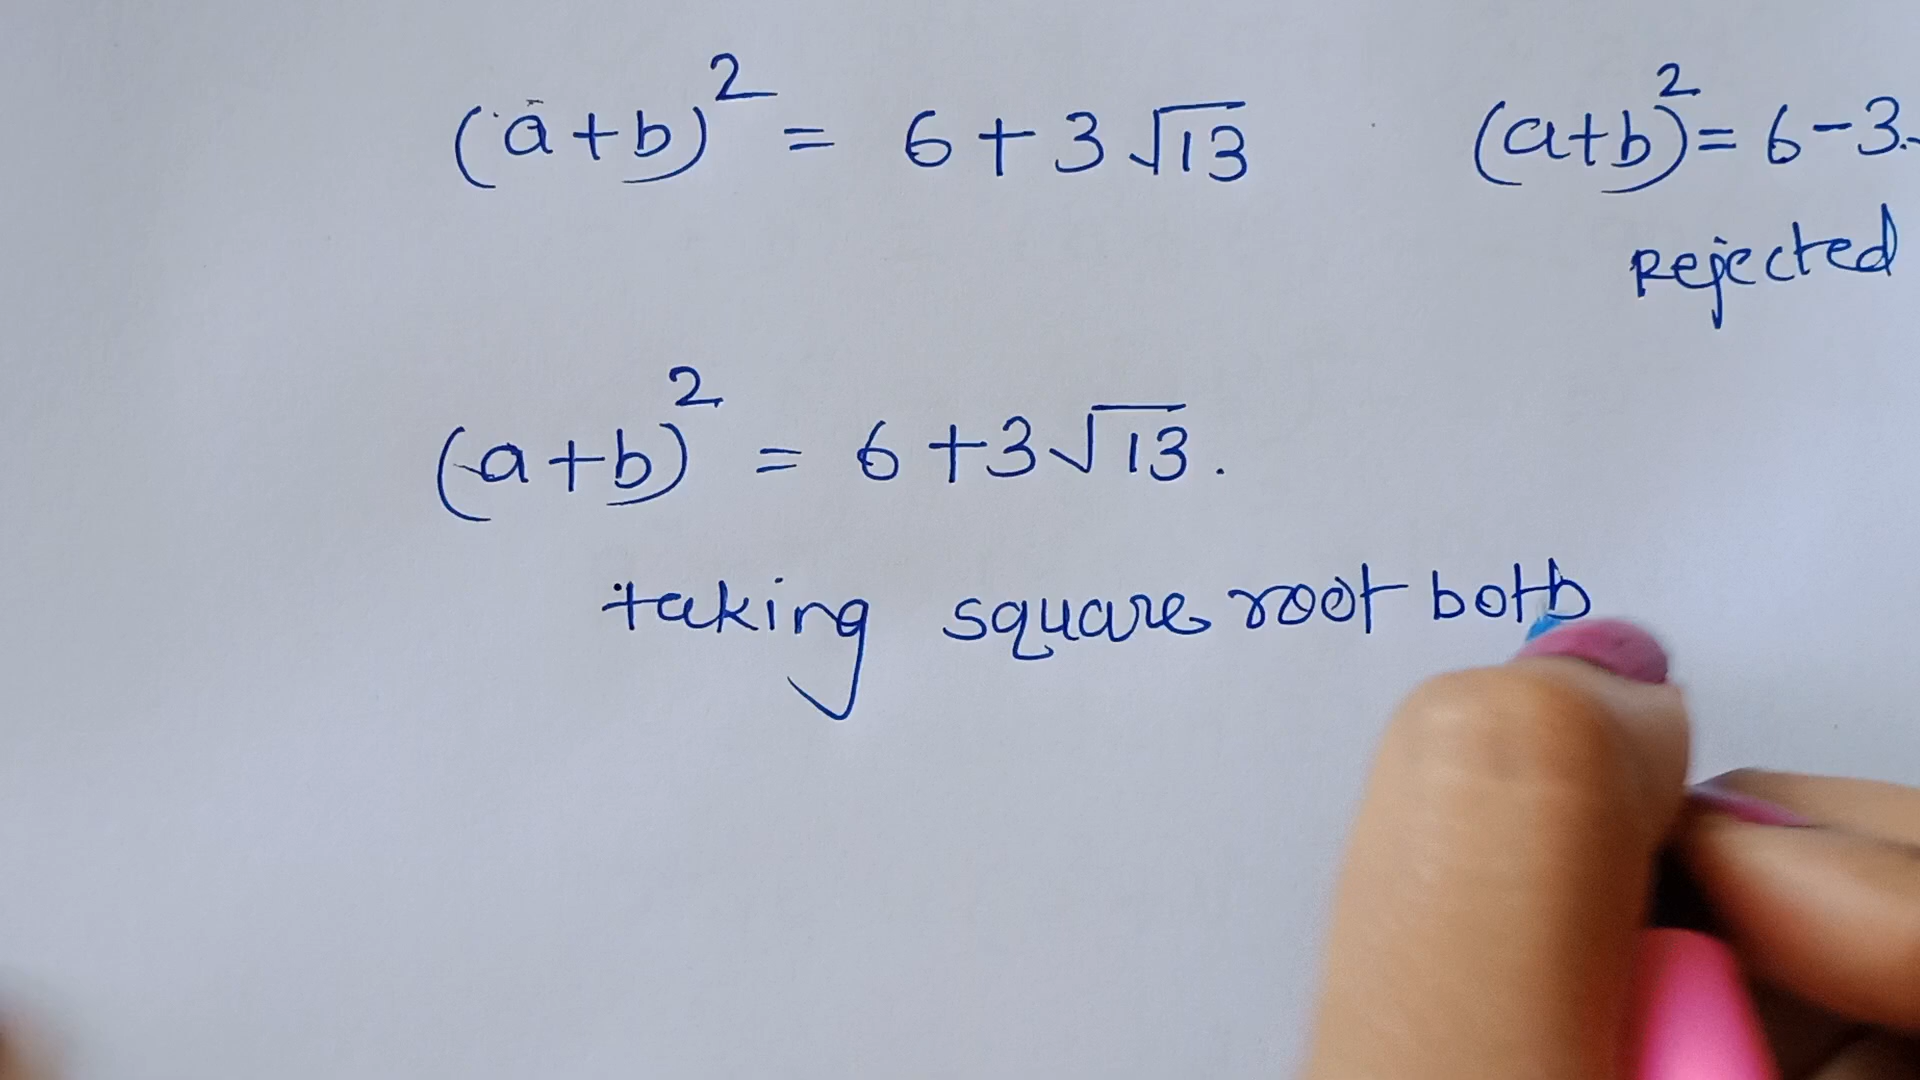 (a+b)² = 6+3√13
(a+b)² = 6-3
Rejected
(a+b)² = 6+3√13.
taking square root both